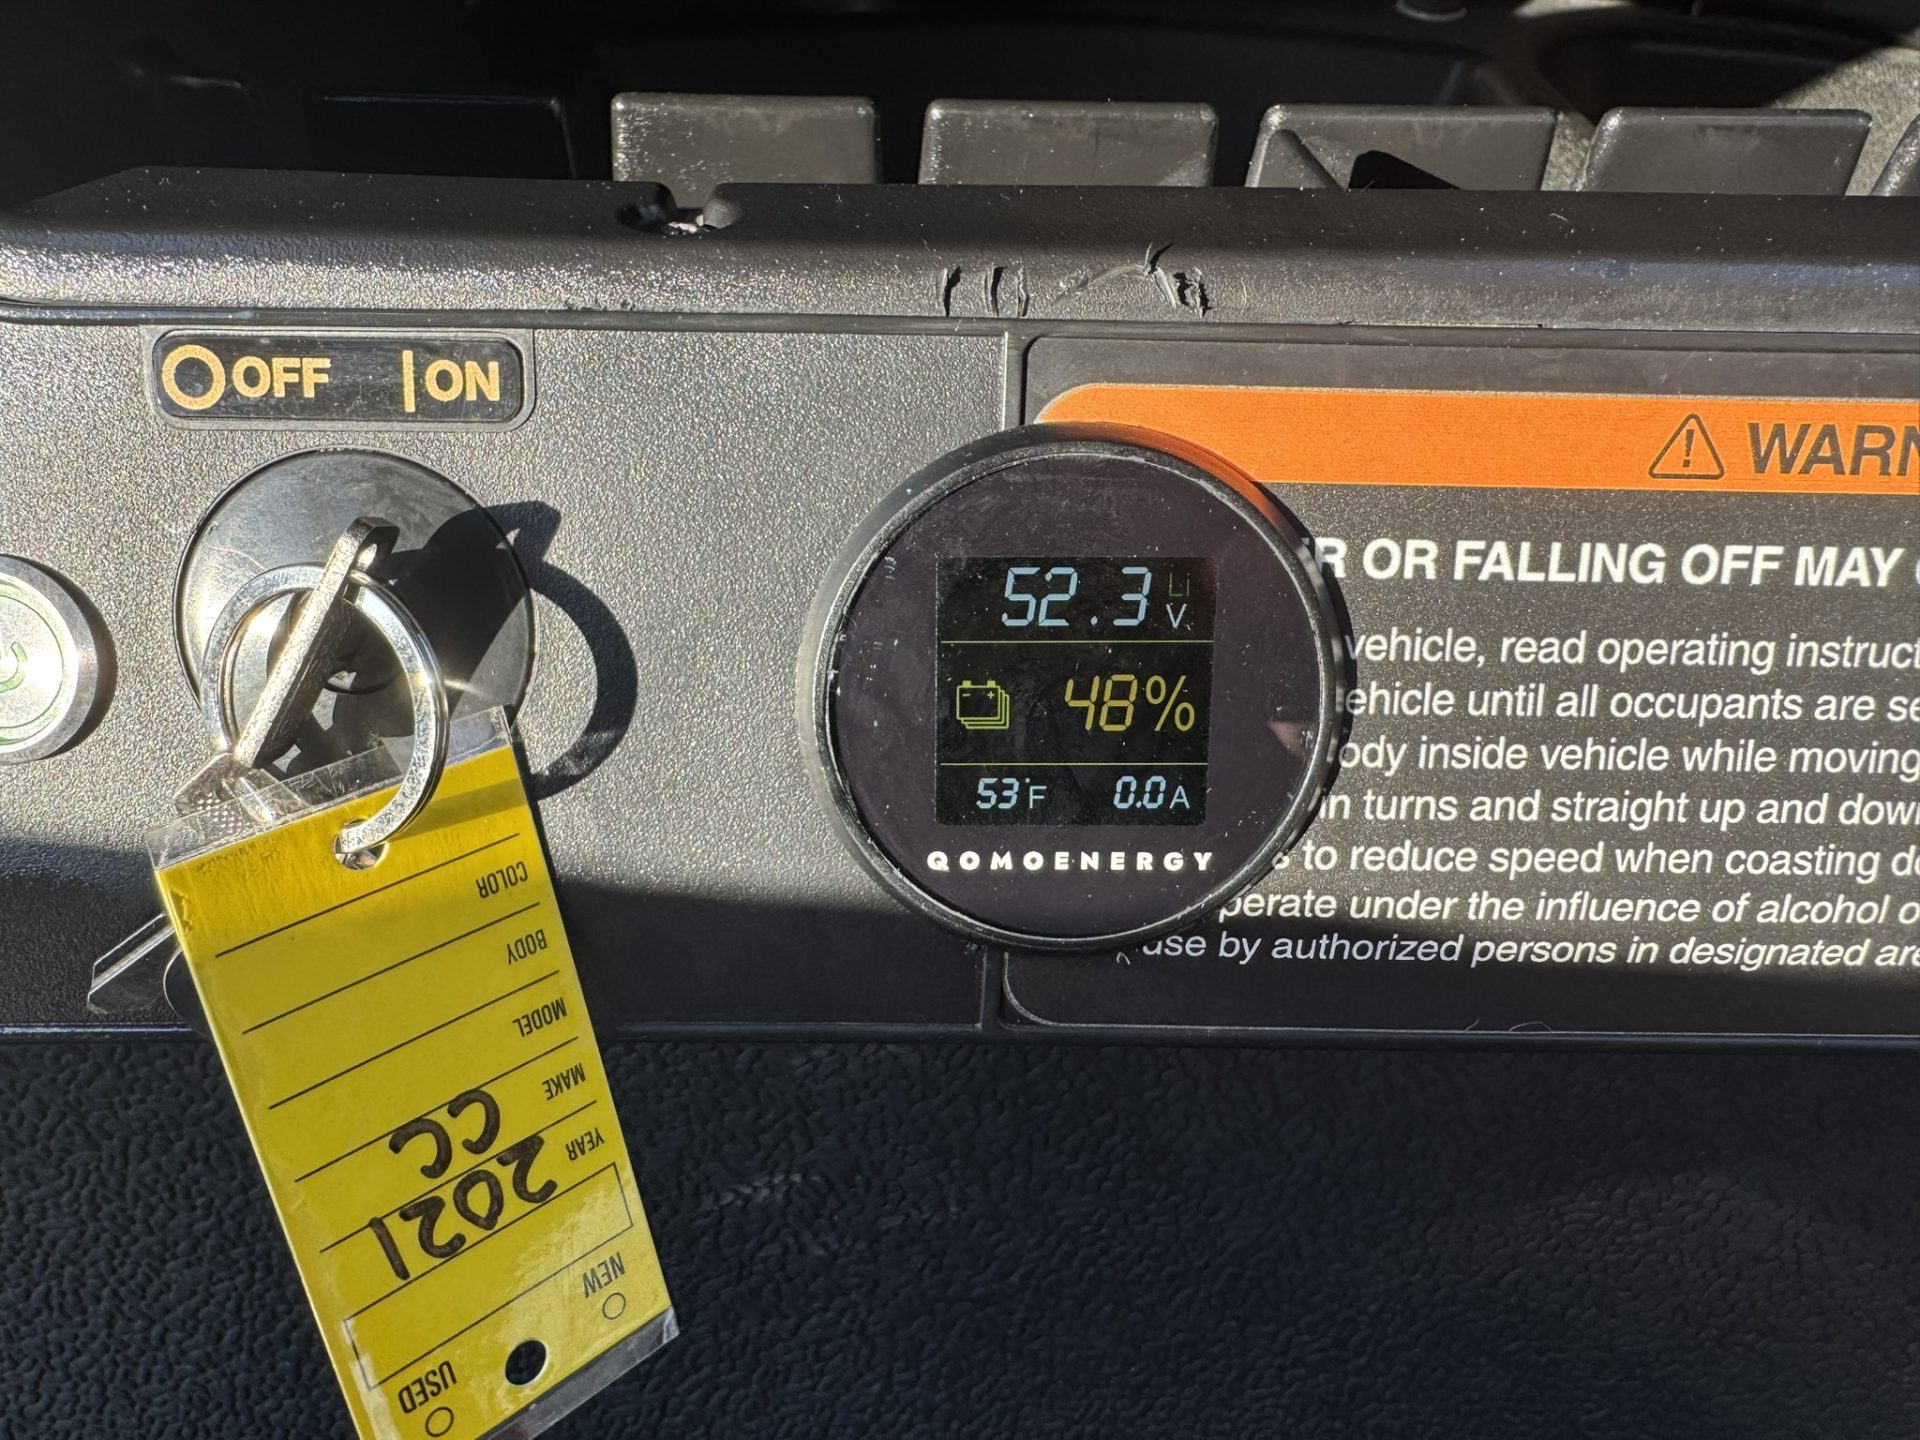 OFF ON
WARN
R OR FALLING OFF MAY
vehicle, read operating instruct
ehicle until all occupants are se
ody inside vehicle while moving
in turns and straight up and dow
s to reduce speed when coasting d
perate under the influence of alcohol o
use by authorized persons in designated are
52.3 Li V
48%
53°F 0.0A
QOMOENERGY
COLOR
BODY
MODEL
MAKE
CC
YEAR
2021
NEW
USED